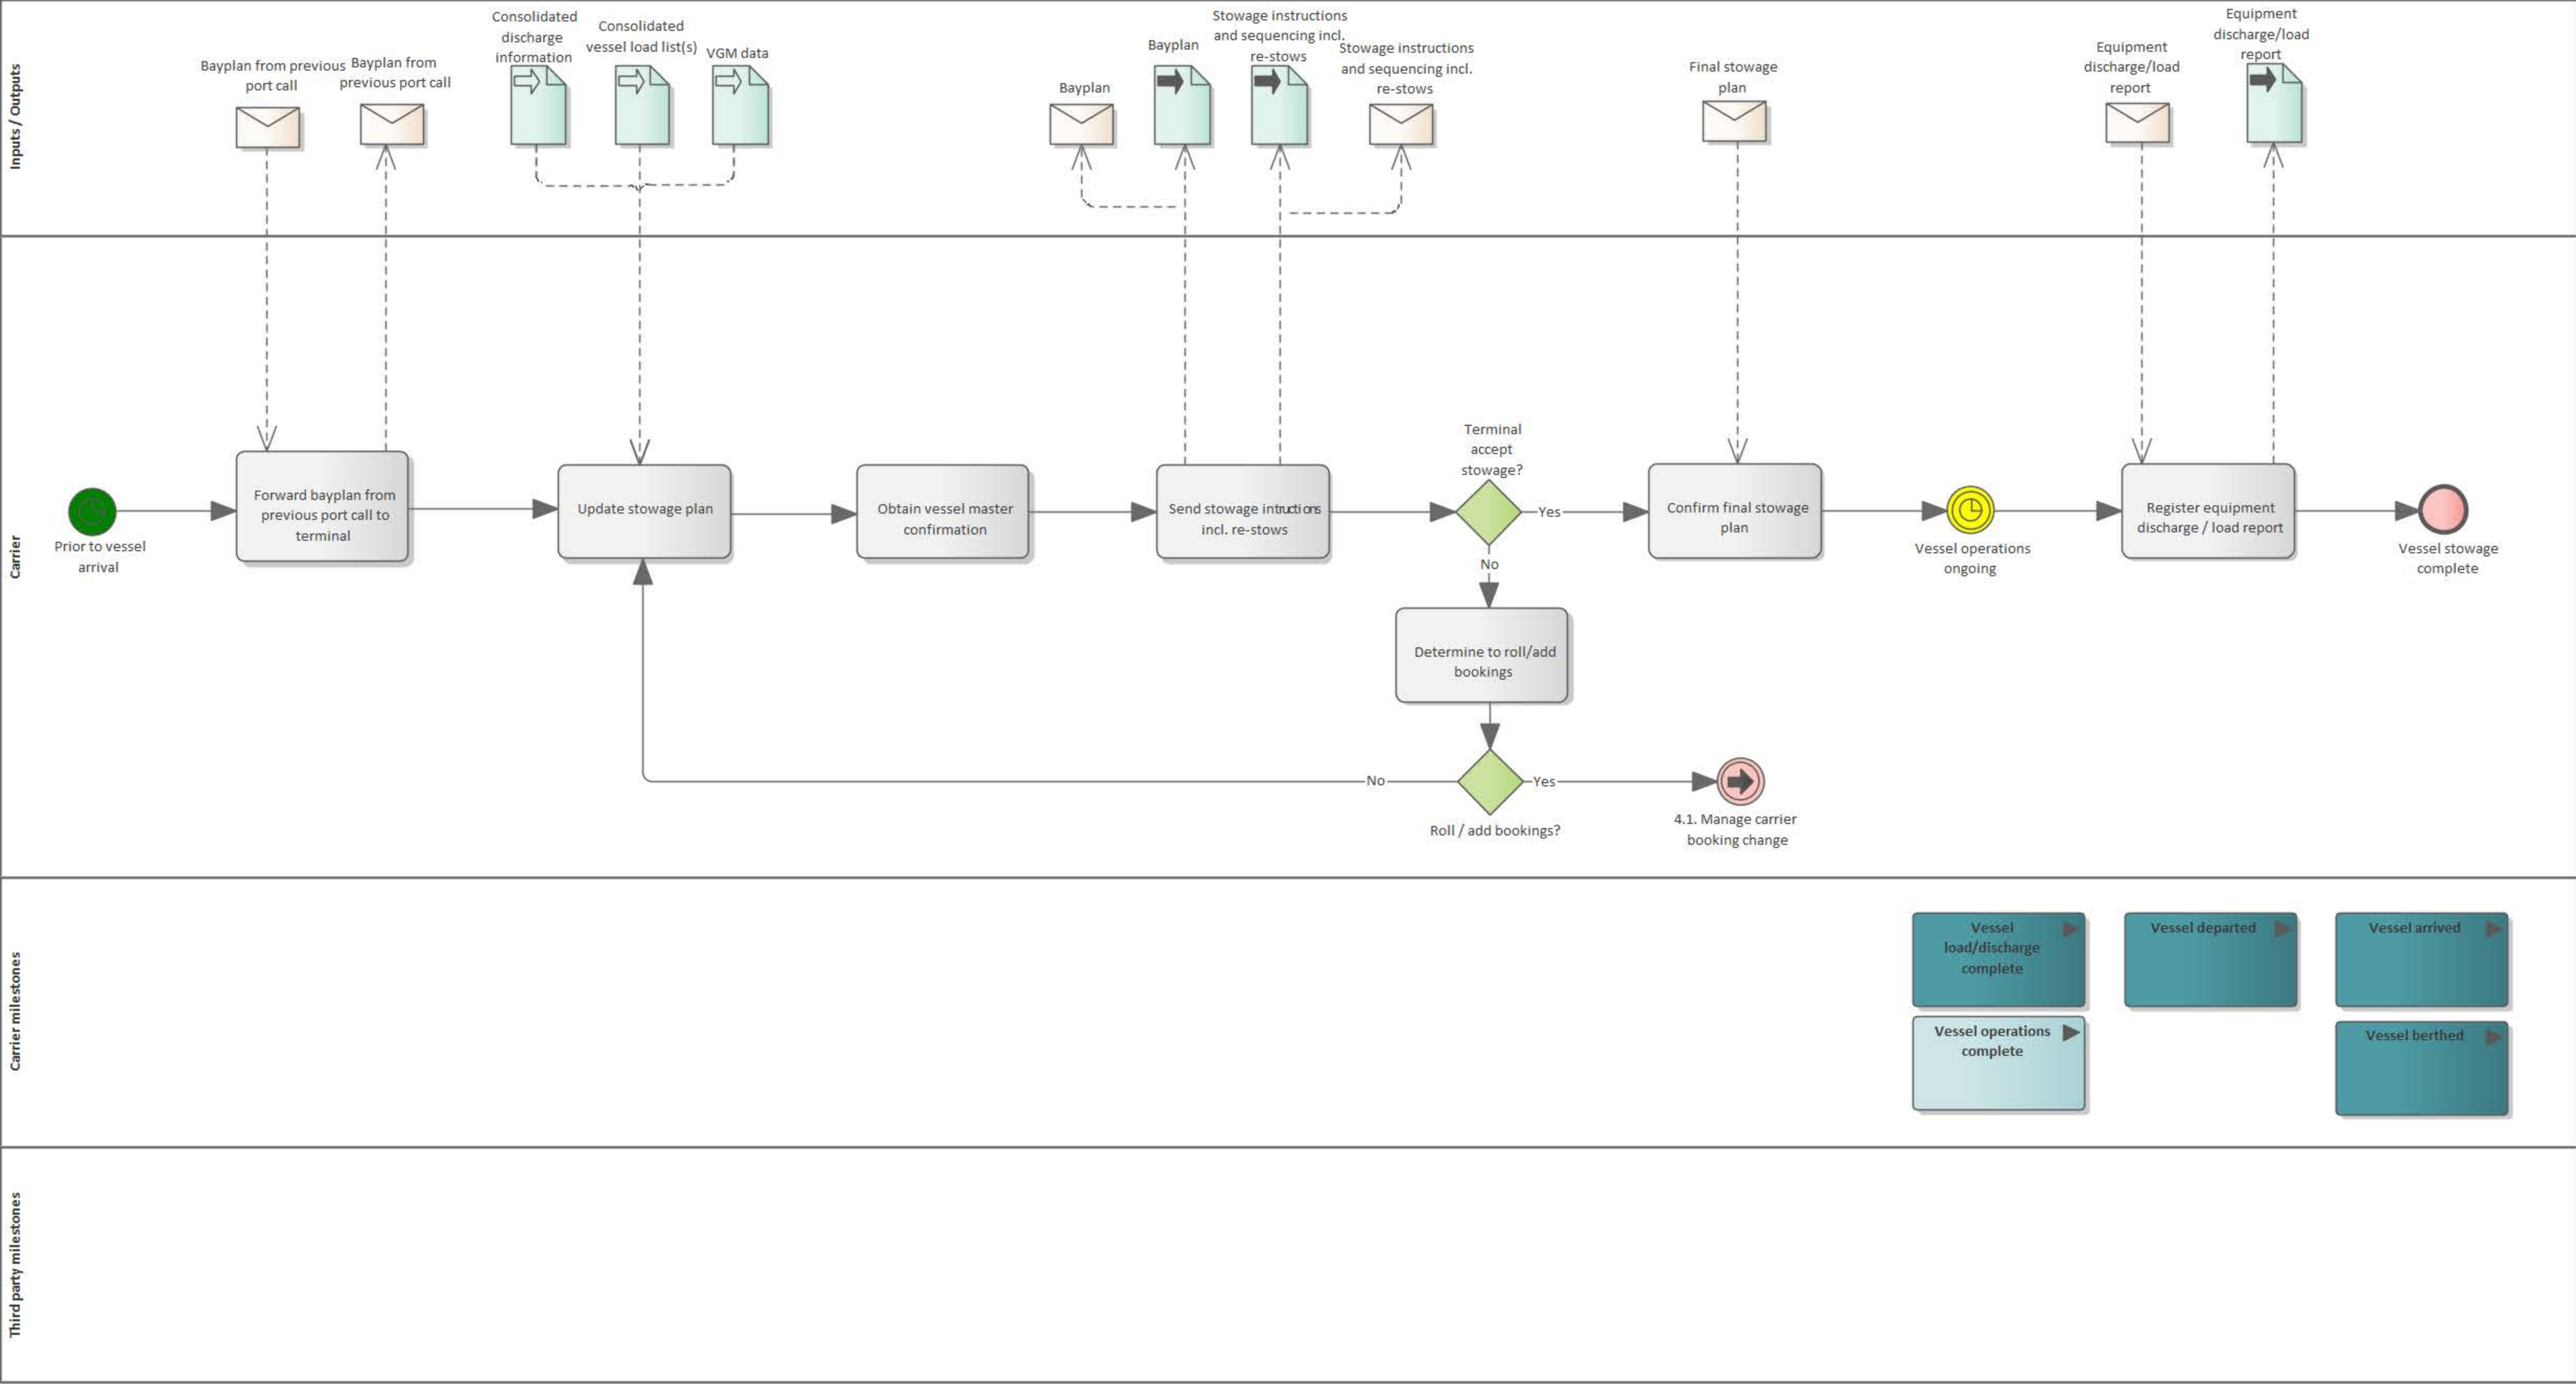 Inputs / Outputs
Bayplan from previous
port call
Bayplan from
previous port call
Consolidated
discharge
information
Consolidated
vessel load list(s)
VGM data
Bayplan
Bayplan
Stowage instructions
and sequencing incl.
re-stows
Stowage instructions
and sequencing incl.
re-stows
Final stowage
plan
Equipment
discharge/load
report
Equipment
discharge/load
report
Carrier
Prior to vessel
arrival
Forward bayplan from
previous port call to
terminal
Update stowage plan
Obtain vessel master
confirmation
Send stowage intructions
incl. re-stows
Terminal
accept
stowage?
Yes
No
Confirm final stowage
plan
Vessel operations
ongoing
Register equipment
discharge / load report
Vessel stowage
complete
Determine to roll/add
bookings
No
Yes
Roll / add bookings?
4.1. Manage carrier
booking change
Carrier milestones
Vessel
load/discharge
complete
Vessel departed
Vessel arrived
Vessel operations
complete
Vessel berthed
Third party milestones